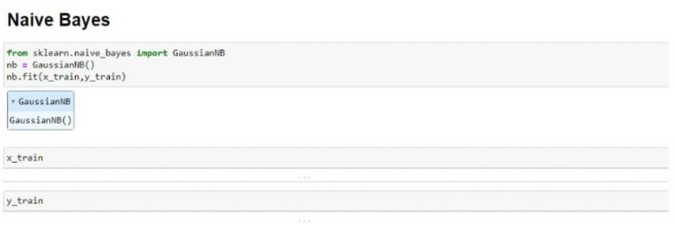 Naive Bayes
from sklearn.naive_bayes import GaussianNB
nb = GaussianNB()
nb.fit(x_train,y_train)
▾ GaussianNB
GaussianNB()
x_train
...
y_train
...